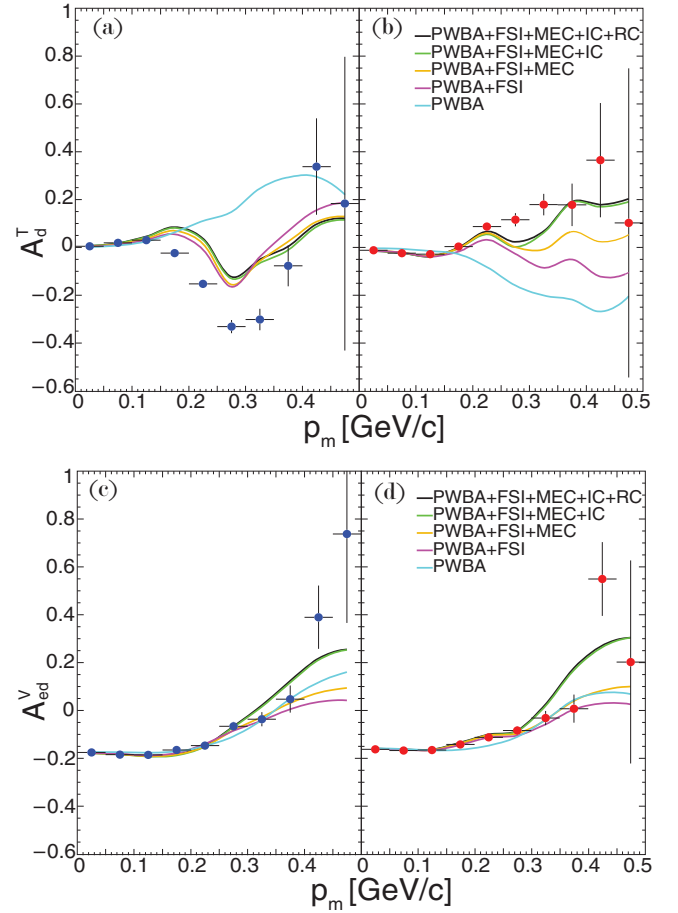 (a)
(b)
PWBA+FSI+MEC+IC+RC
PWBA+FSI+MEC+IC
PWBA+FSI+MEC
PWBA+FSI
PWBA
1
0.8
0.6
0.4
0.2
0
−0.2
−0.4
−0.6
A_d^T
0 0.1 0.2 0.3 0.4 0 0.1 0.2 0.3 0.4 0.5
p_m [GeV/c] p_m [GeV/c]
(c)
(d)
PWBA+FSI+MEC+IC+RC
PWBA+FSI+MEC+IC
PWBA+FSI+MEC
PWBA+FSI
PWBA
1
0.8
0.6
0.4
0.2
0
−0.2
−0.4
−0.6
A_ed^V
0 0.1 0.2 0.3 0.4 0 0.1 0.2 0.3 0.4 0.5
p_m [GeV/c] p_m [GeV/c]